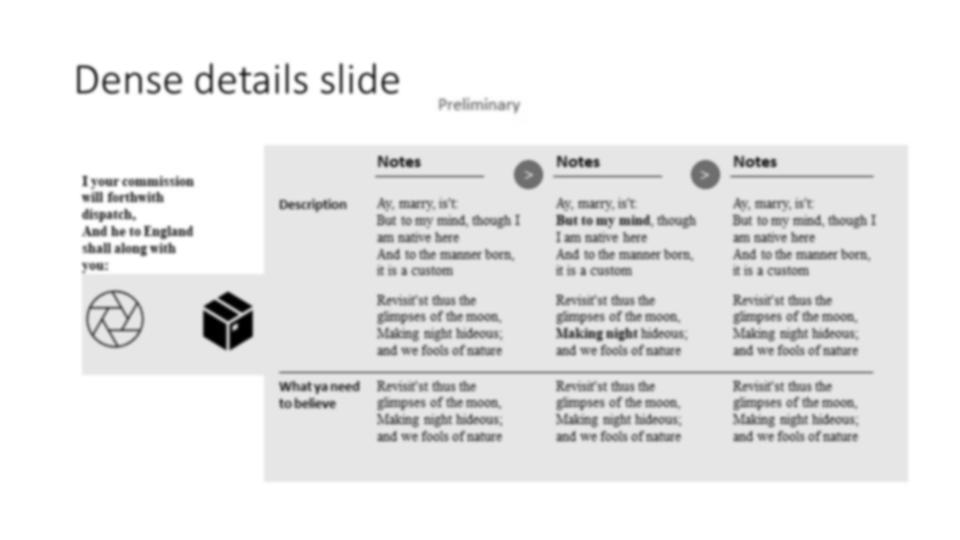 Dense details slide
Preliminary
I your commission
will forthwith
dispatch,
And he to England
shall along with
you:
Notes
>
Notes
>
Notes
Description
Ay, marry, is't:
But to my mind, though I
am native here
And to the manner born,
it is a custom
Revisit'st thus the
glimpses of the moon,
Making night hideous;
and we fools of nature
Ay, marry, is't:
But to my mind, though
I am native here
And to the manner born,
it is a custom
Revisit'st thus the
glimpses of the moon,
Making night hideous;
and we fools of nature
Ay, marry, is't:
But to my mind, though I
am native here
And to the manner born,
it is a custom
Revisit'st thus the
glimpses of the moon,
Making night hideous;
and we fools of nature
What ya need
to believe
Revisit'st thus the
glimpses of the moon,
Making night hideous;
and we fools of nature
Revisit'st thus the
glimpses of the moon,
Making night hideous;
and we fools of nature
Revisit'st thus the
glimpses of the moon,
Making night hideous;
and we fools of nature